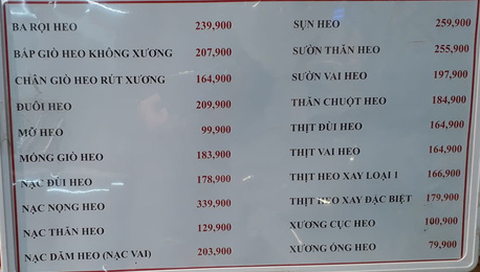 BA RỌI HEO 239,900
BẮP GIÒ HEO KHÔNG XƯƠNG 207,900
CHÂN GIÒ HEO RÚT XƯƠNG 164,900
ĐUÔI HEO 209,900
MỠ HEO 99,900
MÓNG GIÒ HEO 183,900
NẠC ĐÙI HEO 178,900
NẠC NỌNG HEO 339,900
NẠC THĂN HEO 129,900
NẠC DĂM HEO (NẠC VAI) 203,900
SỤN HEO 259,900
SƯỜN THĂN HEO 255,900
SƯỜN VAI HEO 197,900
THĂN CHUỘT HEO 184,900
THỊT ĐÙI HEO 164,900
THỊT VAI HEO 164,900
THỊT HEO XAY LOẠI 1 166,900
THỊT HEO XAY ĐẶC BIỆT 179,900
XƯƠNG CỤC HEO 100,900
XƯƠNG ỐNG HEO 79,900